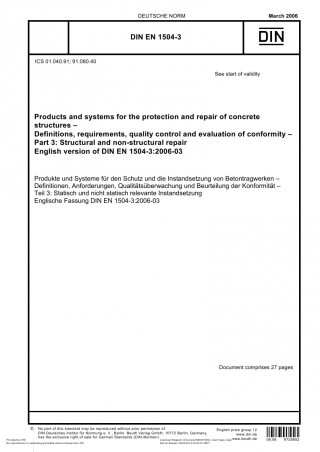 DEUTSCHE NORM
March 2006
DIN EN 1504-3
DIN
ICS 01.040.91; 91.080.40
See start of validity
Products and systems for the protection and repair of concrete
structures –
Definitions, requirements, quality control and evaluation of conformity –
Part 3: Structural and non-structural repair
English version of DIN EN 1504-3:2006-03
Produkte und Systeme für den Schutz und die Instandsetzung von Betontragwerken –
Definitionen, Anforderungen, Qualitätsüberwachung und Beurteilung der Konformität –
Teil 3: Statisch und nicht statisch relevante Instandsetzung
Englische Fassung DIN EN 1504-3:2006-03
Document comprises 27 pages
© No part of this standard may be reproduced without prior permission of
DIN Deutsches Institut für Normung e. V., Berlin. Beuth Verlag GmbH, 10772 Berlin, Germany,
has the exclusive right of sale for German Standards (DIN-Normen).
English price group 12
www.din.de
www.beuth.de